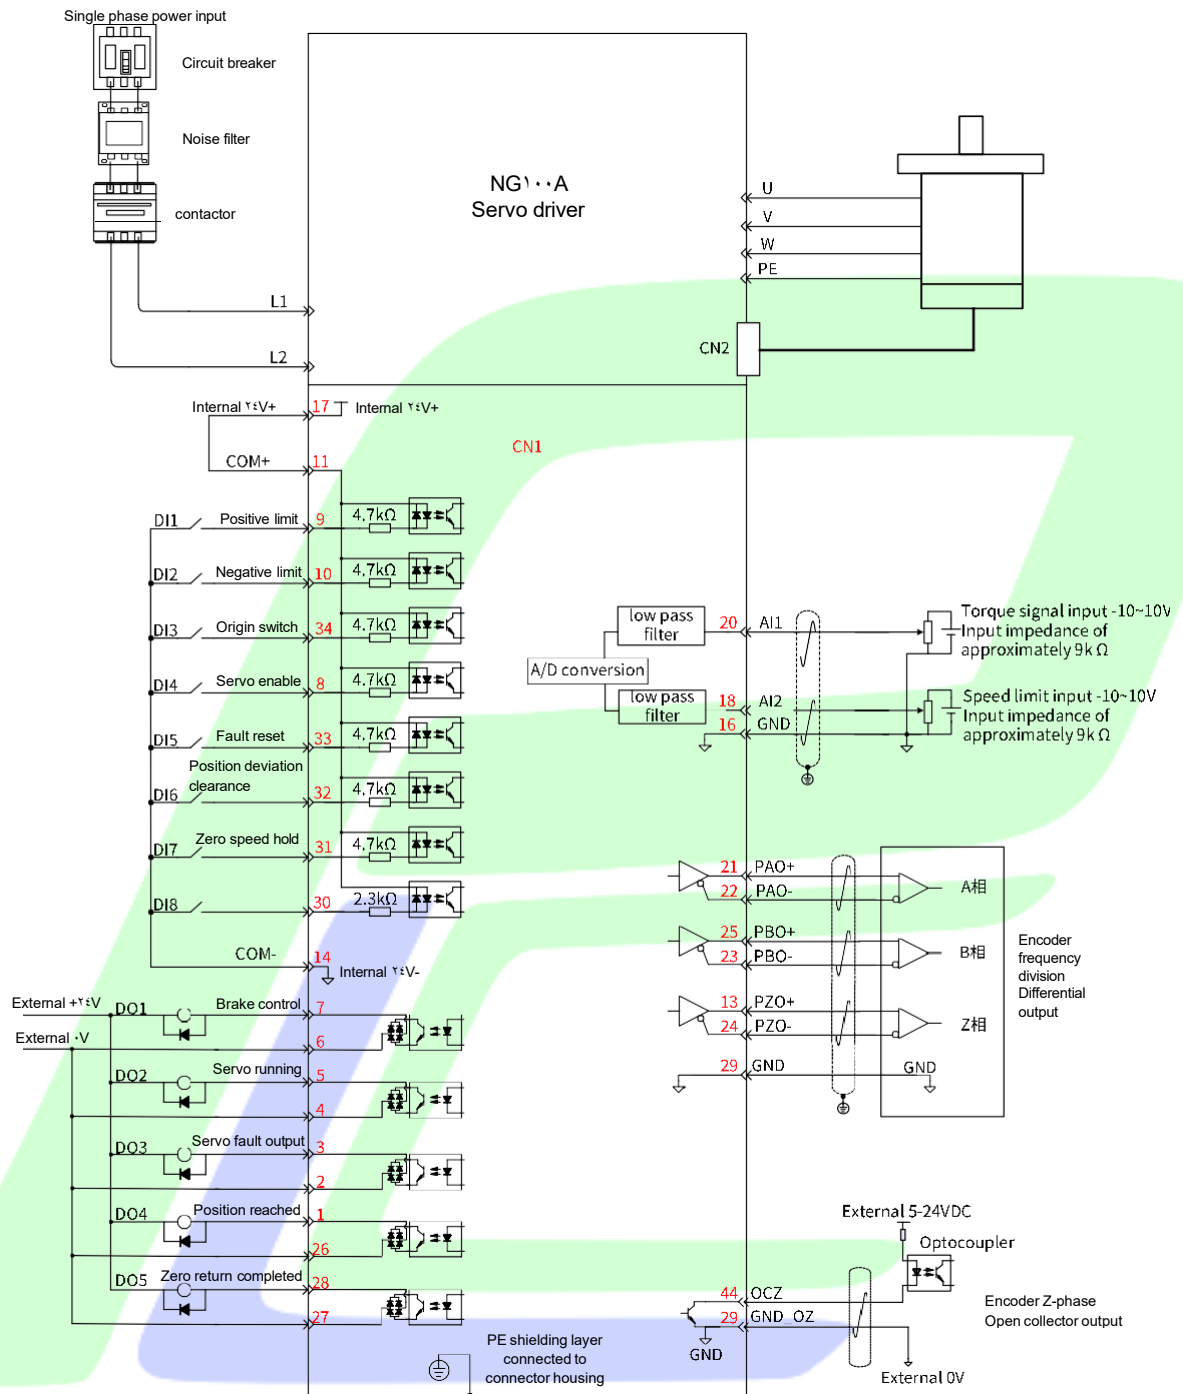 Single phase power input
Circuit breaker
Noise filter
contactor
NG١٠٠A
Servo driver
U
V
W
PE
L1
L2
CN2
Internal ٢٤V+
17
Internal ٢٤V+
CN1
COM+
11
DI1
Positive limit
9
4.7kΩ
DI2
Negative limit
10
4.7kΩ
DI3
Origin switch
34
4.7kΩ
DI4
Servo enable
8
4.7kΩ
DI5
Fault reset
33
4.7kΩ
Position deviation
clearance
DI6
32
4.7kΩ
DI7
Zero speed hold
31
4.7kΩ
DI8
30
2.3kΩ
COM-
14
Internal ٢٤V-
low pass
filter
20
AI1
Torque signal input -10~10V
Input impedance of
approximately 9k Ω
A/D conversion
low pass
filter
18
AI2
16
GND
Speed limit input -10~10V
Input impedance of
approximately 9k Ω
21
PAO+
22
PAO-
A相
25
PBO+
23
PBO-
B相
13
PZO+
24
PZO-
Z相
29
GND
GND
Encoder
frequency
division
Differential
output
External +٢٤V
DO1
Brake control
7
External ٠V
6
DO2
Servo running
5
4
DO3
Servo fault output
3
2
DO4
Position reached
1
26
DO5
Zero return completed
28
27
PE shielding layer
connected to
connector housing
External 5-24VDC
Optocoupler
44
OCZ
29
GND_OZ
GND
Encoder Z-phase
Open collector output
External 0V